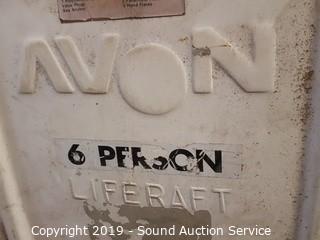 AVON
6 PERSON
LIFERAFT
Copyright 2019 - Sound Auction Service